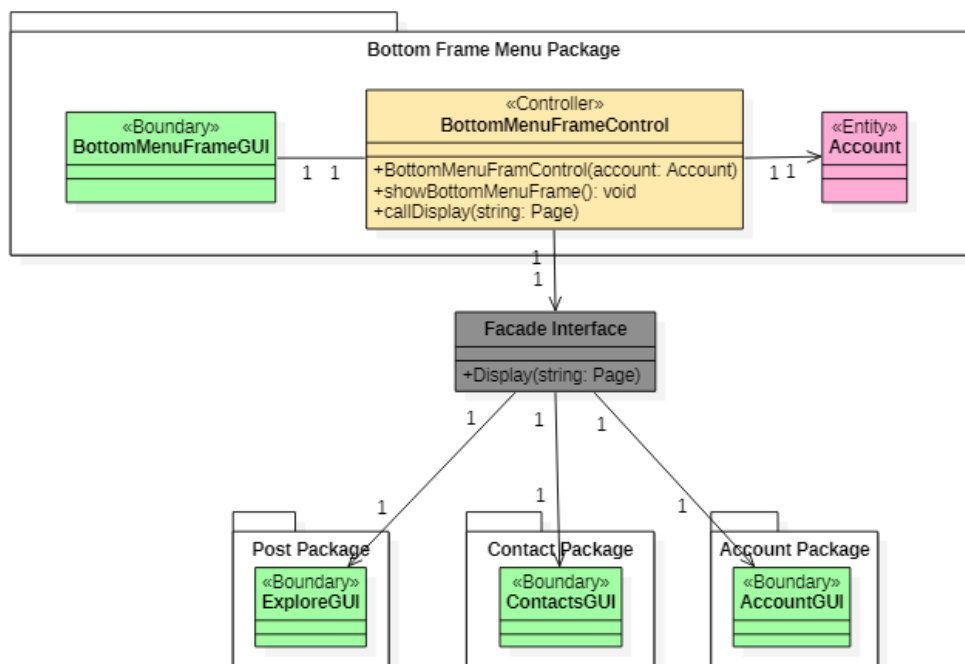 Bottom Frame Menu Package
«Boundary»
BottomMenuFrameGUI
1 1
«Controller»
BottomMenuFrameControl
+BottomMenuFramControl(account: Account)
+showBottomMenuFrame(): void
+callDisplay(string: Page)
1 1
«Entity»
Account
1
1
Facade Interface
+Display(string: Page)
1
1
1
1
1
1
Post Package
«Boundary»
ExploreGUI
Contact Package
«Boundary»
ContactsGUI
Account Package
«Boundary»
AccountGUI